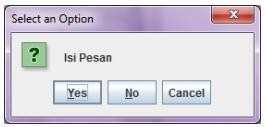 Select an Option
Isi Pesan
Yes No Cancel